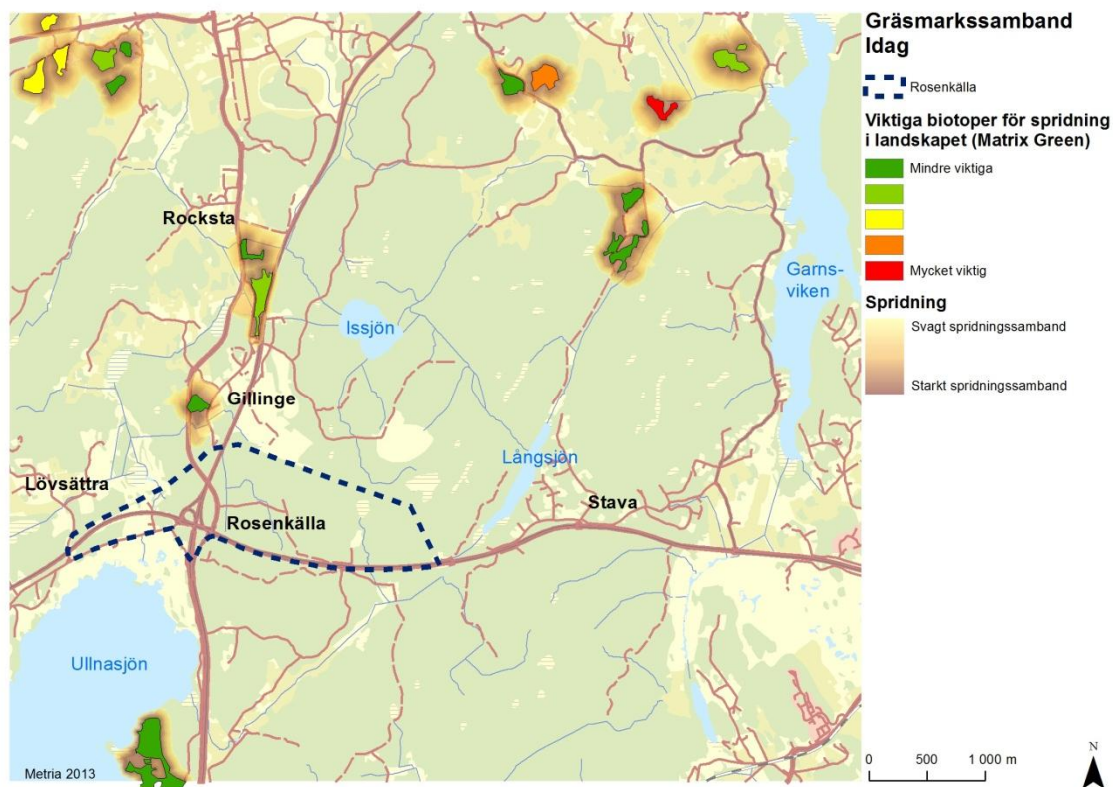 Gräsmarkssamband
Idag
Rosenkälla
Viktiga biotoper för spridning
i landskapet (Matrix Green)
Mindre viktiga
Mycket viktig
Spridning
Svagt spridningssamband
Starkt spridningssamband
Rocksta
Garns-
viken
Issjön
Gillinge
Långsjön
Lövsättra
Stava
Rosenkälla
Ullnasjön
Metria 2013
0 500 1 000 m
N